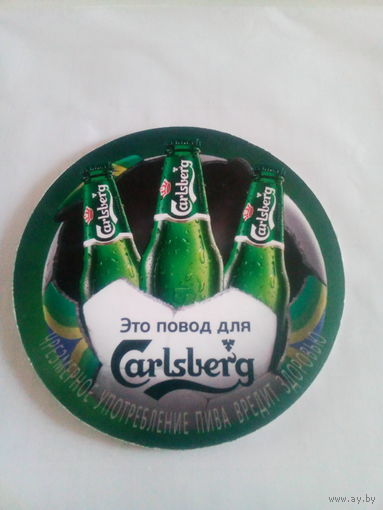 Carlsberg
Carlsberg
Carlsberg
Это повод для
Carlsberg
ЧРЕЗМЕРНОЕ УПОТРЕБЛЕНИЕ ПИВА ВРЕДИТ ЗДОРОВЬЮ
www.ay.by